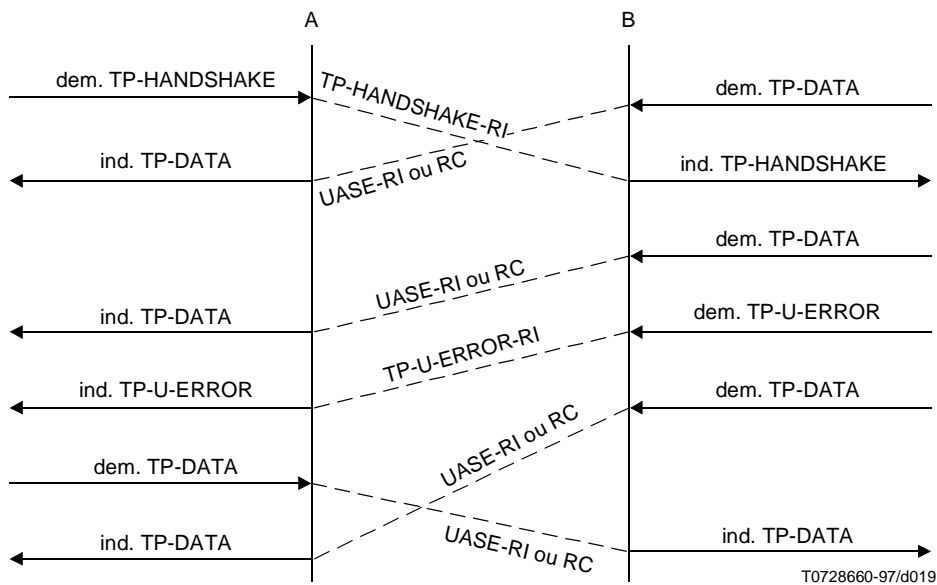 A
B
dem. TP-HANDSHAKE
TP-HANDSHAKE-RI
dem. TP-DATA
ind. TP-DATA
UASE-RI ou RC
ind. TP-HANDSHAKE
dem. TP-DATA
UASE-RI ou RC
ind. TP-DATA
dem. TP-U-ERROR
TP-U-ERROR-RI
ind. TP-U-ERROR
dem. TP-DATA
UASE-RI ou RC
dem. TP-DATA
ind. TP-DATA
UASE-RI ou RC
ind. TP-DATA
T0728660-97/d019